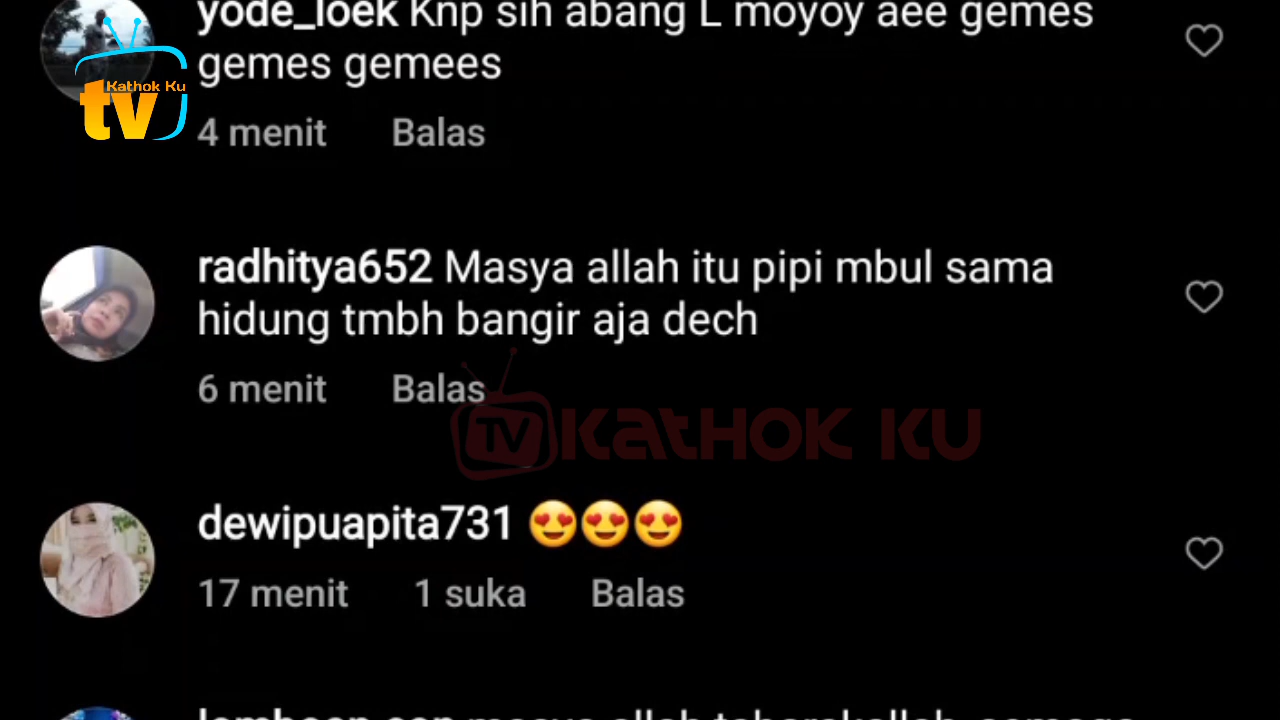 yode_loek Knp sih abang L moyoy aee gemes
gemes gemees
4 menit Balas
Kathok Ku
tv
radhitya652 Masya allah itu pipi mbul sama
hidung tmbh bangir aja dech
6 menit Balas
TV KATHOK KU
dewipuapita731 😍😍😍
17 menit 1 suka Balas
masya allah